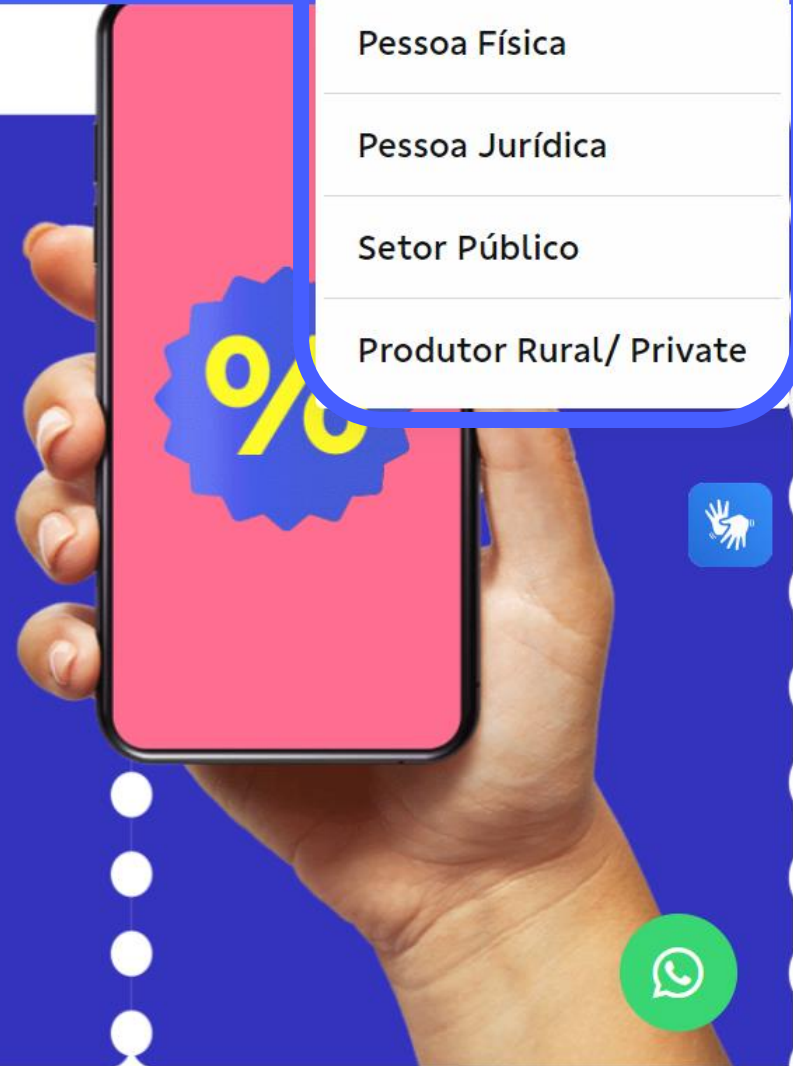 Pessoa Física
Pessoa Jurídica
Setor Público
Produtor Rural/ Private
%